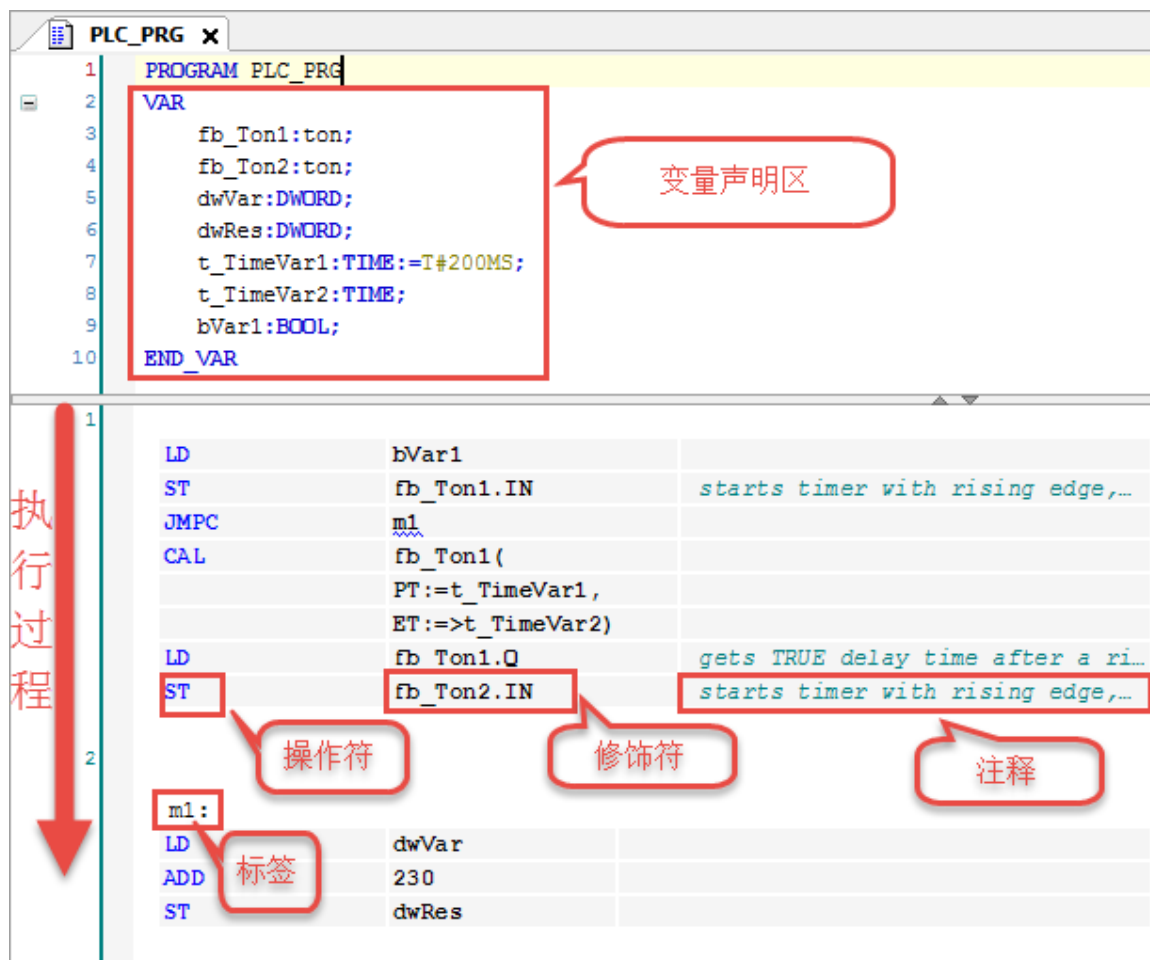 PLC_PRG
1 PROGRAM PLC_PRG
2 VAR
3 fb_Ton1:ton;
4 fb_Ton2:ton;
5 dwVar:DWORD;
6 dwRes:DWORD;
7 t_TimeVar1:TIME:=T#200MS;
8 t_TimeVar2:TIME;
9 bVar1:BOOL;
10 END_VAR
变量声明区
执行过程
1
LD bVar1
ST fb_Ton1.IN starts timer with rising edge,…
JMPC m1
CAL fb_Ton1(
PT:=t_TimeVar1,
ET:=>t_TimeVar2)
LD fb_Ton1.Q gets TRUE delay time after a ri…
ST fb_Ton2.IN starts timer with rising edge,…
操作符 修饰符 注释
2
m1:
LD dwVar
标签
ADD 230
ST dwRes